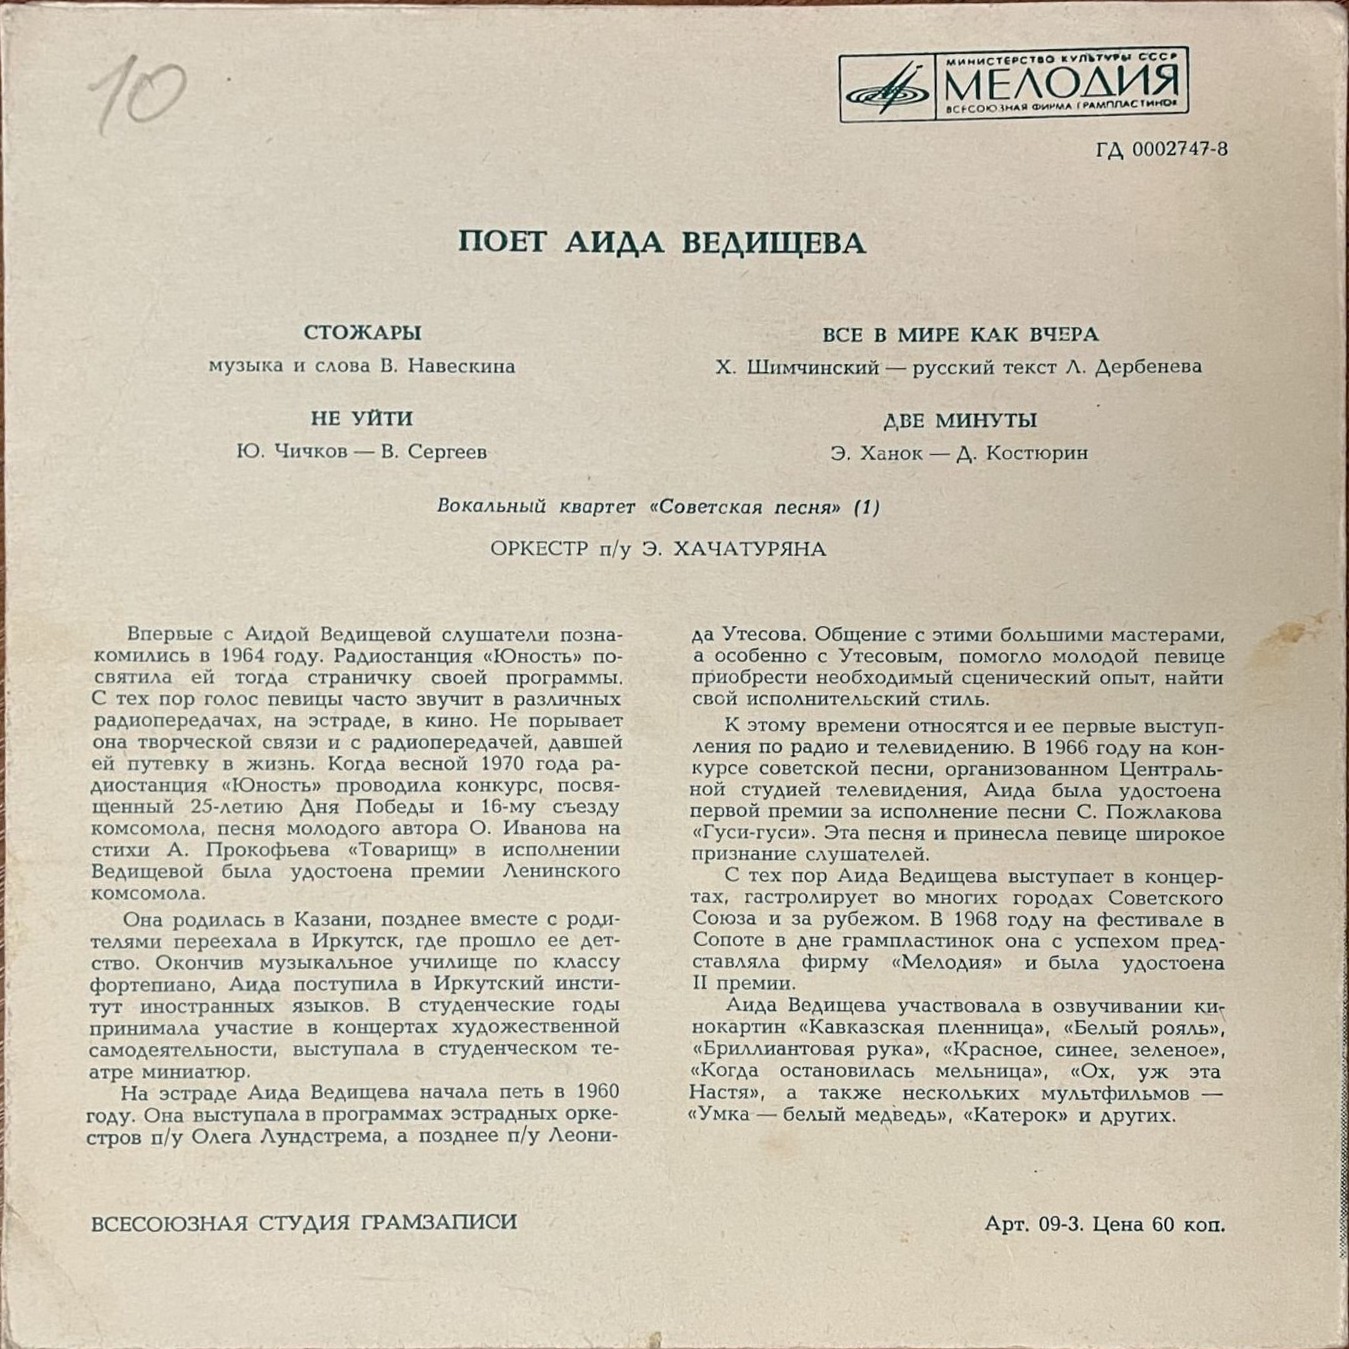 10
МИНИСТЕРСТВО КУЛЬТУРЫ СССР
МЕЛОДИЯ
ВСЕСОЮЗНАЯ ФИРМА ГРАМПЛАСТИНОК
ГД 0002747-8
ПОЕТ АИДА ВЕДИЩЕВА
СТОЖАРЫ
музыка и слова В. Навескина
НЕ УЙТИ
Ю. Чичков — В. Сергеев
ВСЕ В МИРЕ КАК ВЧЕРА
Х. Шимчинский — русский текст Л. Дербенева
ДВЕ МИНУТЫ
Э. Ханок — Д. Костюрин
Вокальный квартет «Советская песня» (1)
ОРКЕСТР п/у Э. ХАЧАТУРЯНА
Впервые с Аидой Ведищевой слушатели позна-
комились в 1964 году. Радиостанция «Юность» по-
святила ей тогда страничку своей программы.
С тех пор голос певицы часто звучит в различных
радиопередачах, на эстраде, в кино. Не порывает
она творческой связи и с радиопередачей, давшей
ей путевку в жизнь. Когда весной 1970 года ра-
диостанция «Юность» проводила конкурс, посвя-
щенный 25-летию Дня Победы и 16-му съезду
комсомола, песня молодого автора О. Иванова на
стихи А. Прокофьева «Товарищ» в исполнении
Ведищевой была удостоена премии Ленинского
комсомола.
Она родилась в Казани, позднее вместе с роди-
телями переехала в Иркутск, где прошло ее дет-
ство. Окончив музыкальное училище по классу
фортепиано, Аида поступила в Иркутский инсти-
тут иностранных языков. В студенческие годы
принимала участие в концертах художественной
самодеятельности, выступала в студенческом те-
атре миниатюр.
На эстраде Аида Ведищева начала петь в 1960
году. Она выступала в программах эстрадных орке-
стров п/у Олега Лундстрема, а позднее п/у Леони-
да Утесова. Общение с этими большими мастерами,
а особенно с Утесовым, помогло молодой певице
приобрести необходимый сценический опыт, найти
свой исполнительский стиль.
К этому времени относятся и ее первые выступ-
ления по радио и телевидению. В 1966 году на кон-
курсе советской песни, организованном Централь-
ной студией телевидения, Аида была удостоена
первой премии за исполнение песни С. Пожлакова
«Гуси-гуси». Эта песня и принесла певице широкое
признание слушателей.
С тех пор Аида Ведищева выступает в концер-
тах, гастролирует во многих городах Советского
Союза и за рубежом. В 1968 году на фестивале в
Сопоте в дне грампластинок она с успехом пред-
ставляла фирму «Мелодия» и была удостоена
II премии.
Аида Ведищева участвовала в озвучивании ки-
нокартин «Кавказская пленница», «Белый рояль»,
«Бриллиантовая рука», «Красное, синее, зеленое»,
«Когда остановилась мельница», «Ох, уж эта
Настя», а также нескольких мультфильмов —
«Умка — белый медведь», «Катерок» и других.
ВСЕСОЮЗНАЯ СТУДИЯ ГРАМЗАПИСИ
Арт. 09-3. Цена 60 коп.